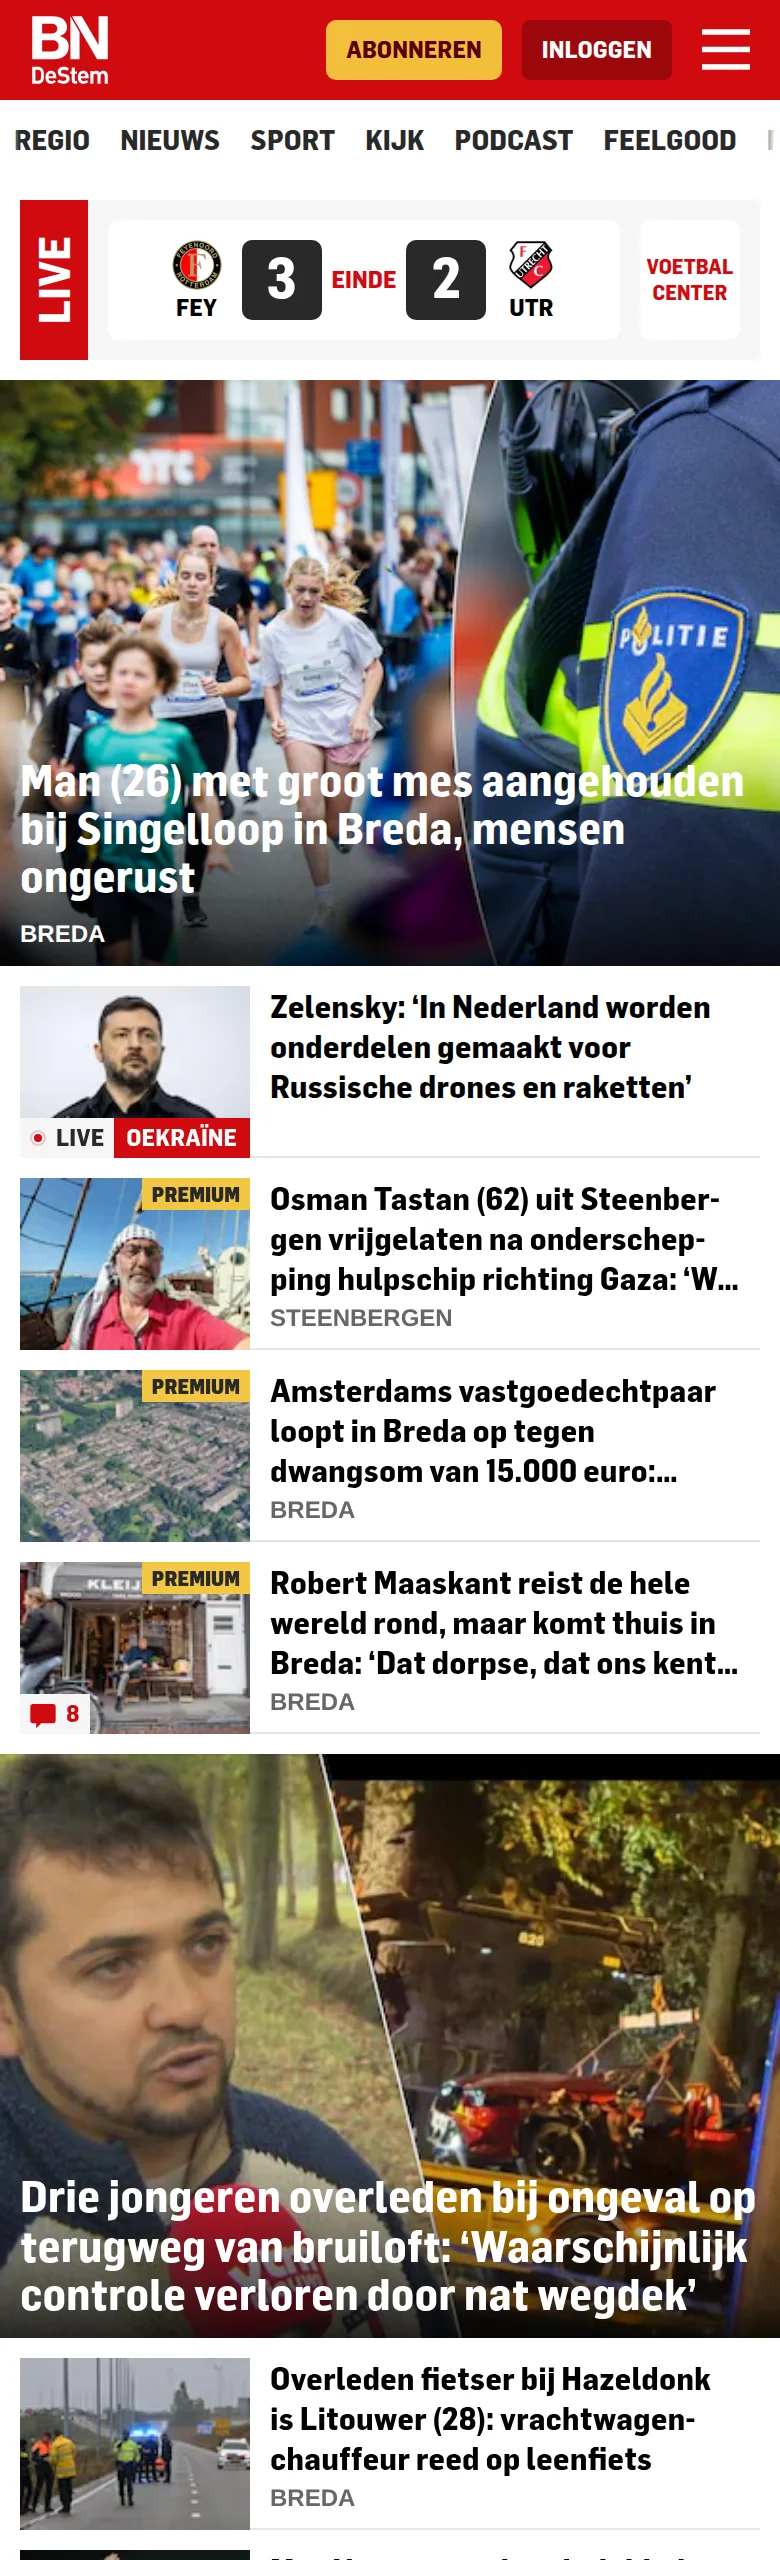 BN
DeStem
ABONNEREN
INLOGGEN
REGIO NIEUWS SPORT KIJK PODCAST FEELGOOD
LIVE
FEY
3
EINDE
2
UTR
VOETBAL
CENTER
POLITIE
Man (26) met groot mes aangehouden
bij Singelloop in Breda, mensen
ongerust
BREDA
Zelensky: ‘In Nederland worden
onderdelen gemaakt voor
Russische drones en raketten’
LIVE OEKRAÏNE
PREMIUM
Osman Tastan (62) uit Steenber-
gen vrijgelaten na onderschep-
ping hulpschip richting Gaza: ‘W...
STEENBERGEN
PREMIUM
Amsterdams vastgoedechtpaar
loopt in Breda op tegen
dwangsom van 15.000 euro:...
BREDA
PREMIUM
8
Robert Maaskant reist de hele
wereld rond, maar komt thuis in
Breda: ‘Dat dorpse, dat ons kent...
BREDA
Drie jongeren overleden bij ongeval op
terugweg van bruiloft: ‘Waarschijnlijk
controle verloren door nat wegdek’
Overleden fietser bij Hazeldonk
is Litouwer (28): vrachtwagen-
chauffeur reed op leenfiets
BREDA